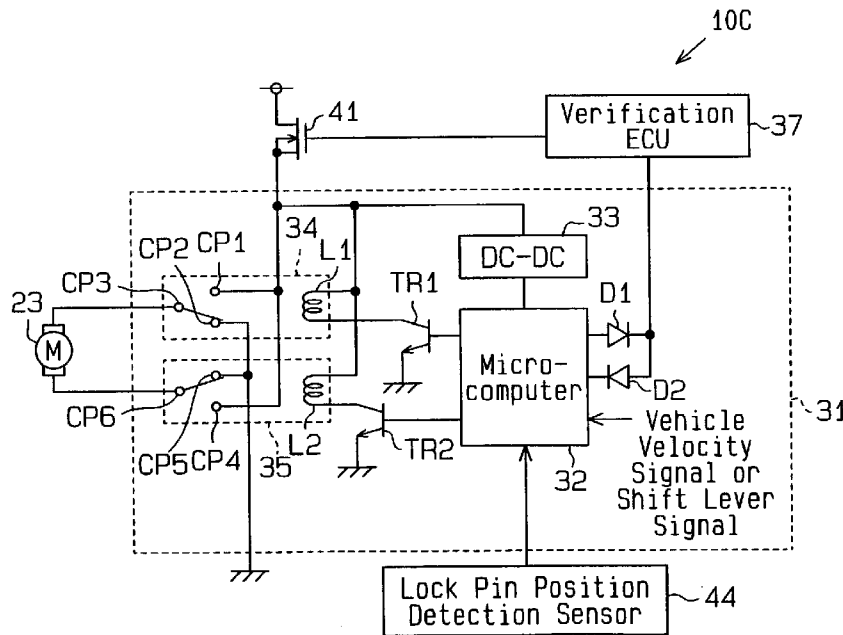 10C
41
Verification
ECU
37
33
34
DC-DC
CP1
CP2
L1
CP3
TR1
D1
23
M
Micro-
computer
D2
CP6
CP5
CP4
35
L2
TR2
32
Vehicle
Velocity
Signal or
Shift Lever
Signal
31
Lock Pin Position
Detection Sensor
44